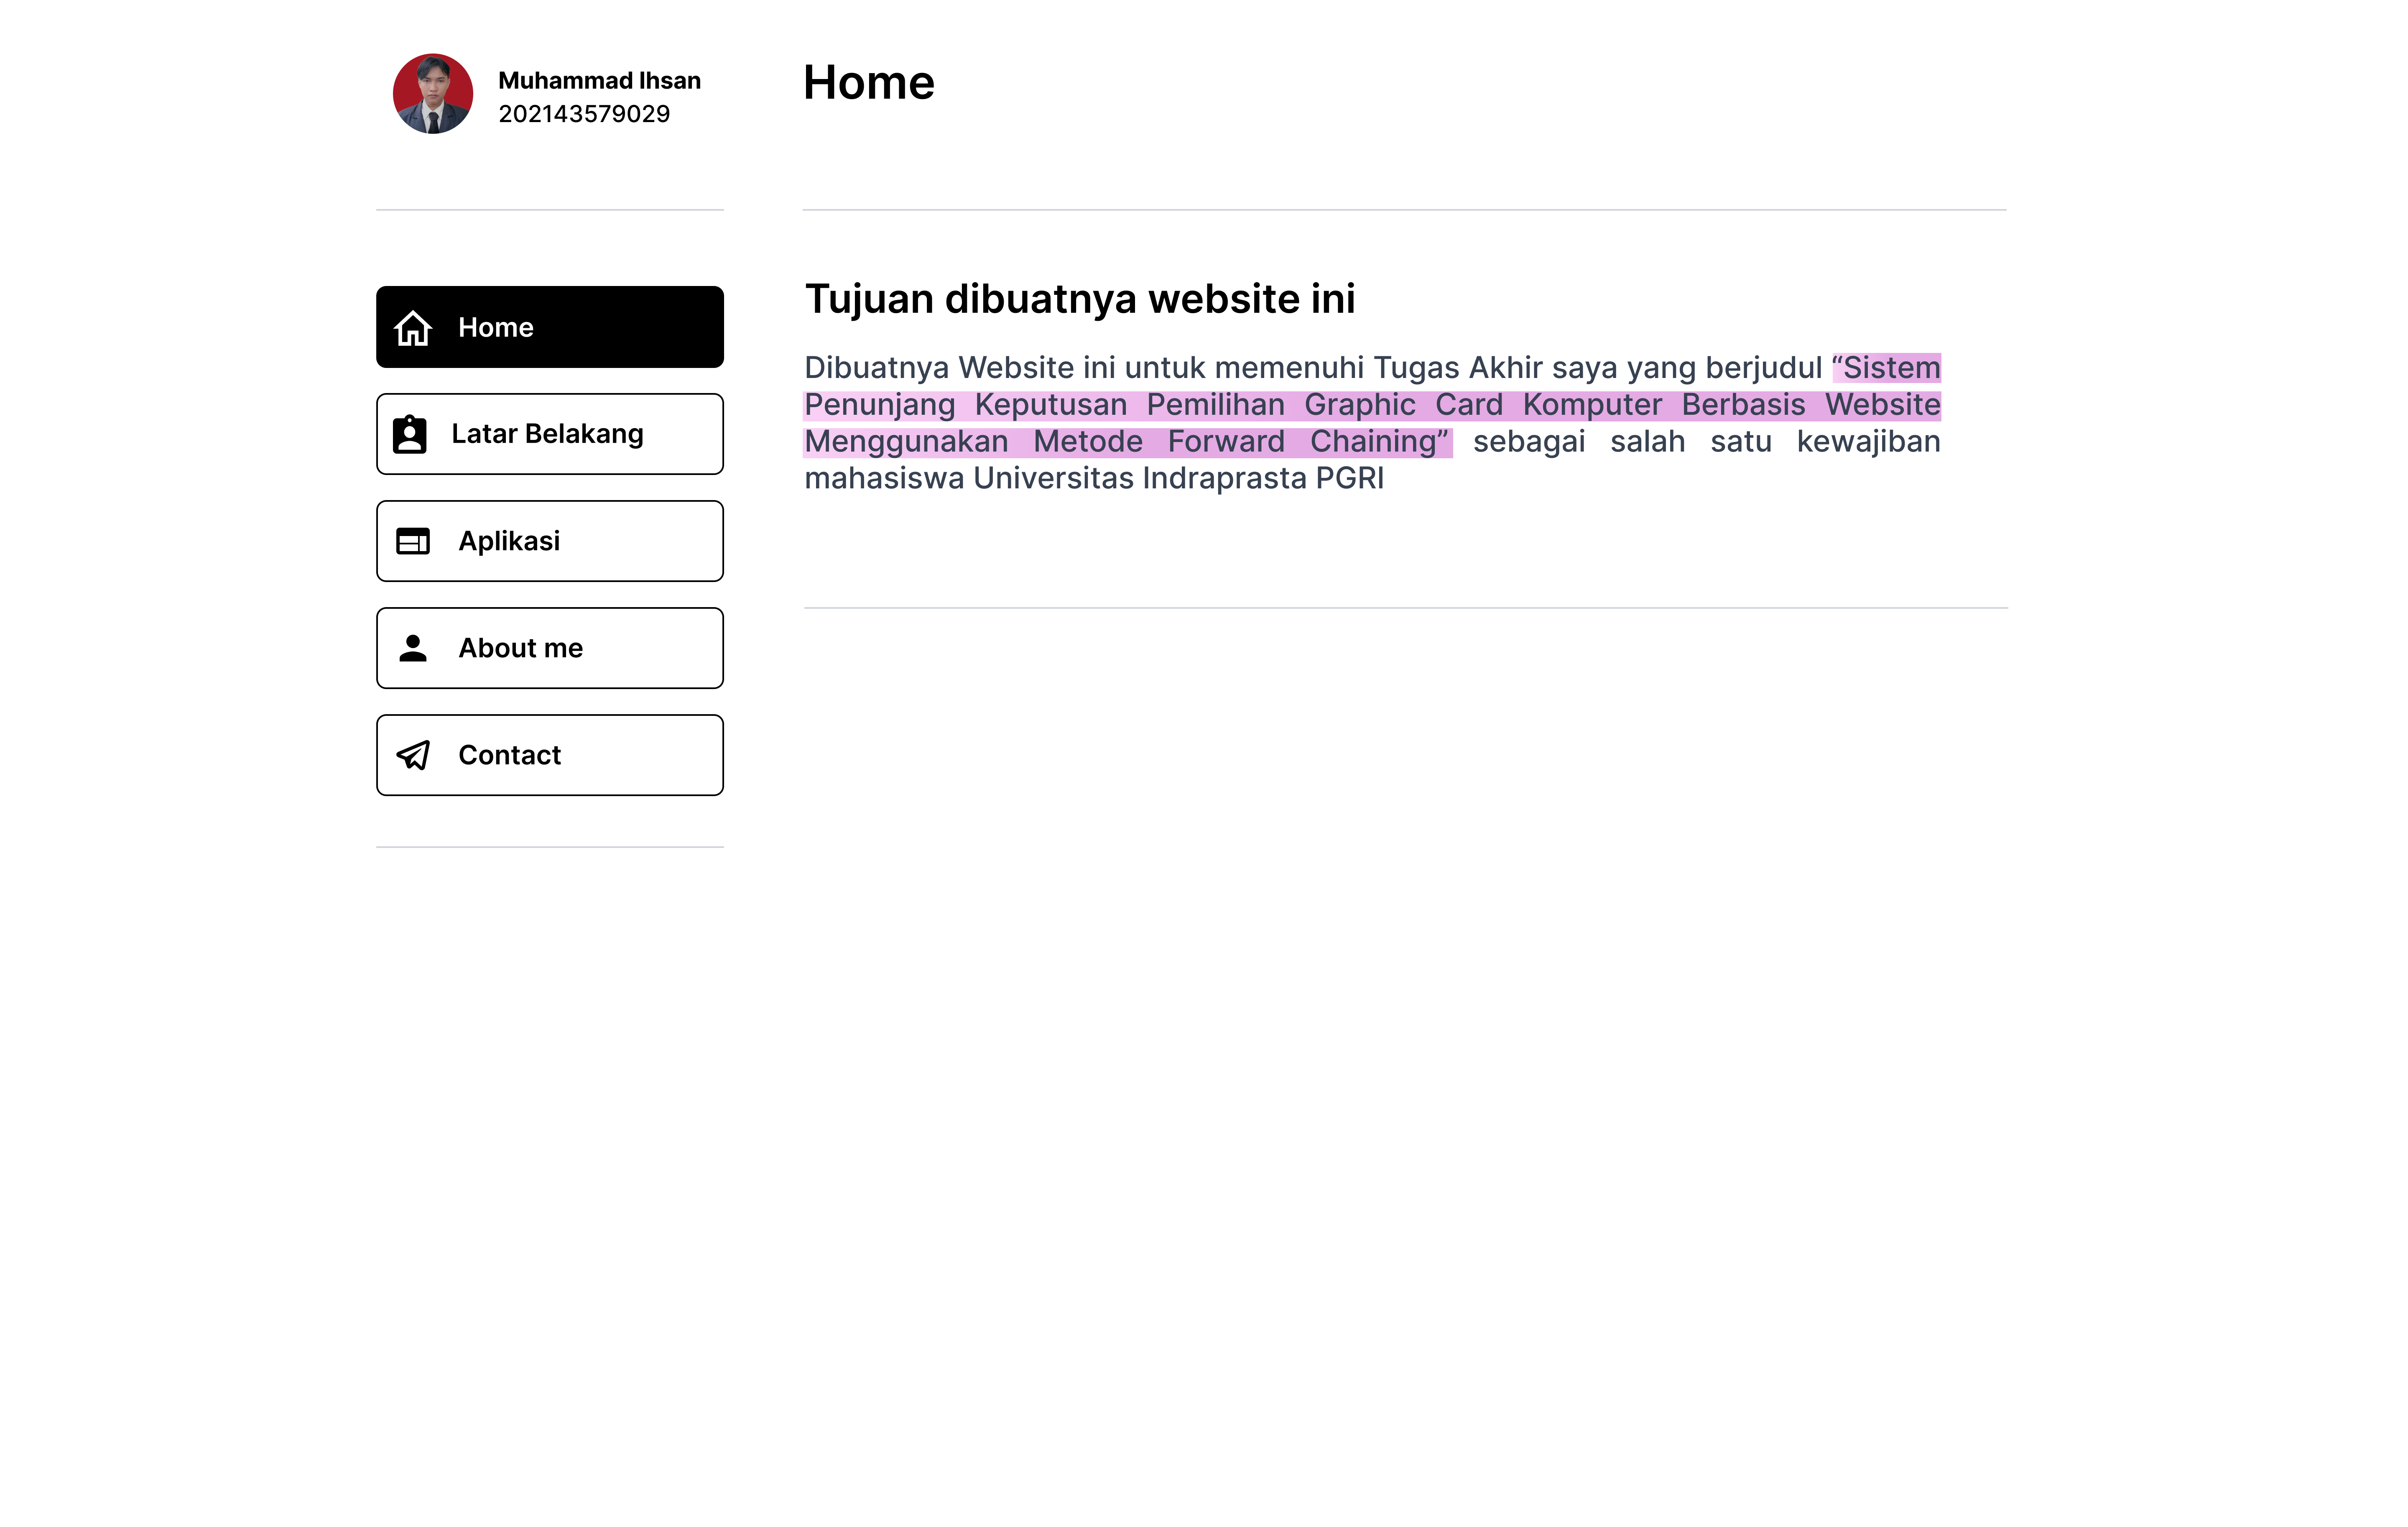 Muhammad Ihsan
202143579029
Home
Home
Latar Belakang
Aplikasi
About me
Contact
Tujuan dibuatnya website ini
Dibuatnya Website ini untuk memenuhi Tugas Akhir saya yang berjudul “Sistem
Penunjang Keputusan Pemilihan Graphic Card Komputer Berbasis Website
Menggunakan Metode Forward Chaining” sebagai salah satu kewajiban
mahasiswa Universitas Indraprasta PGRI